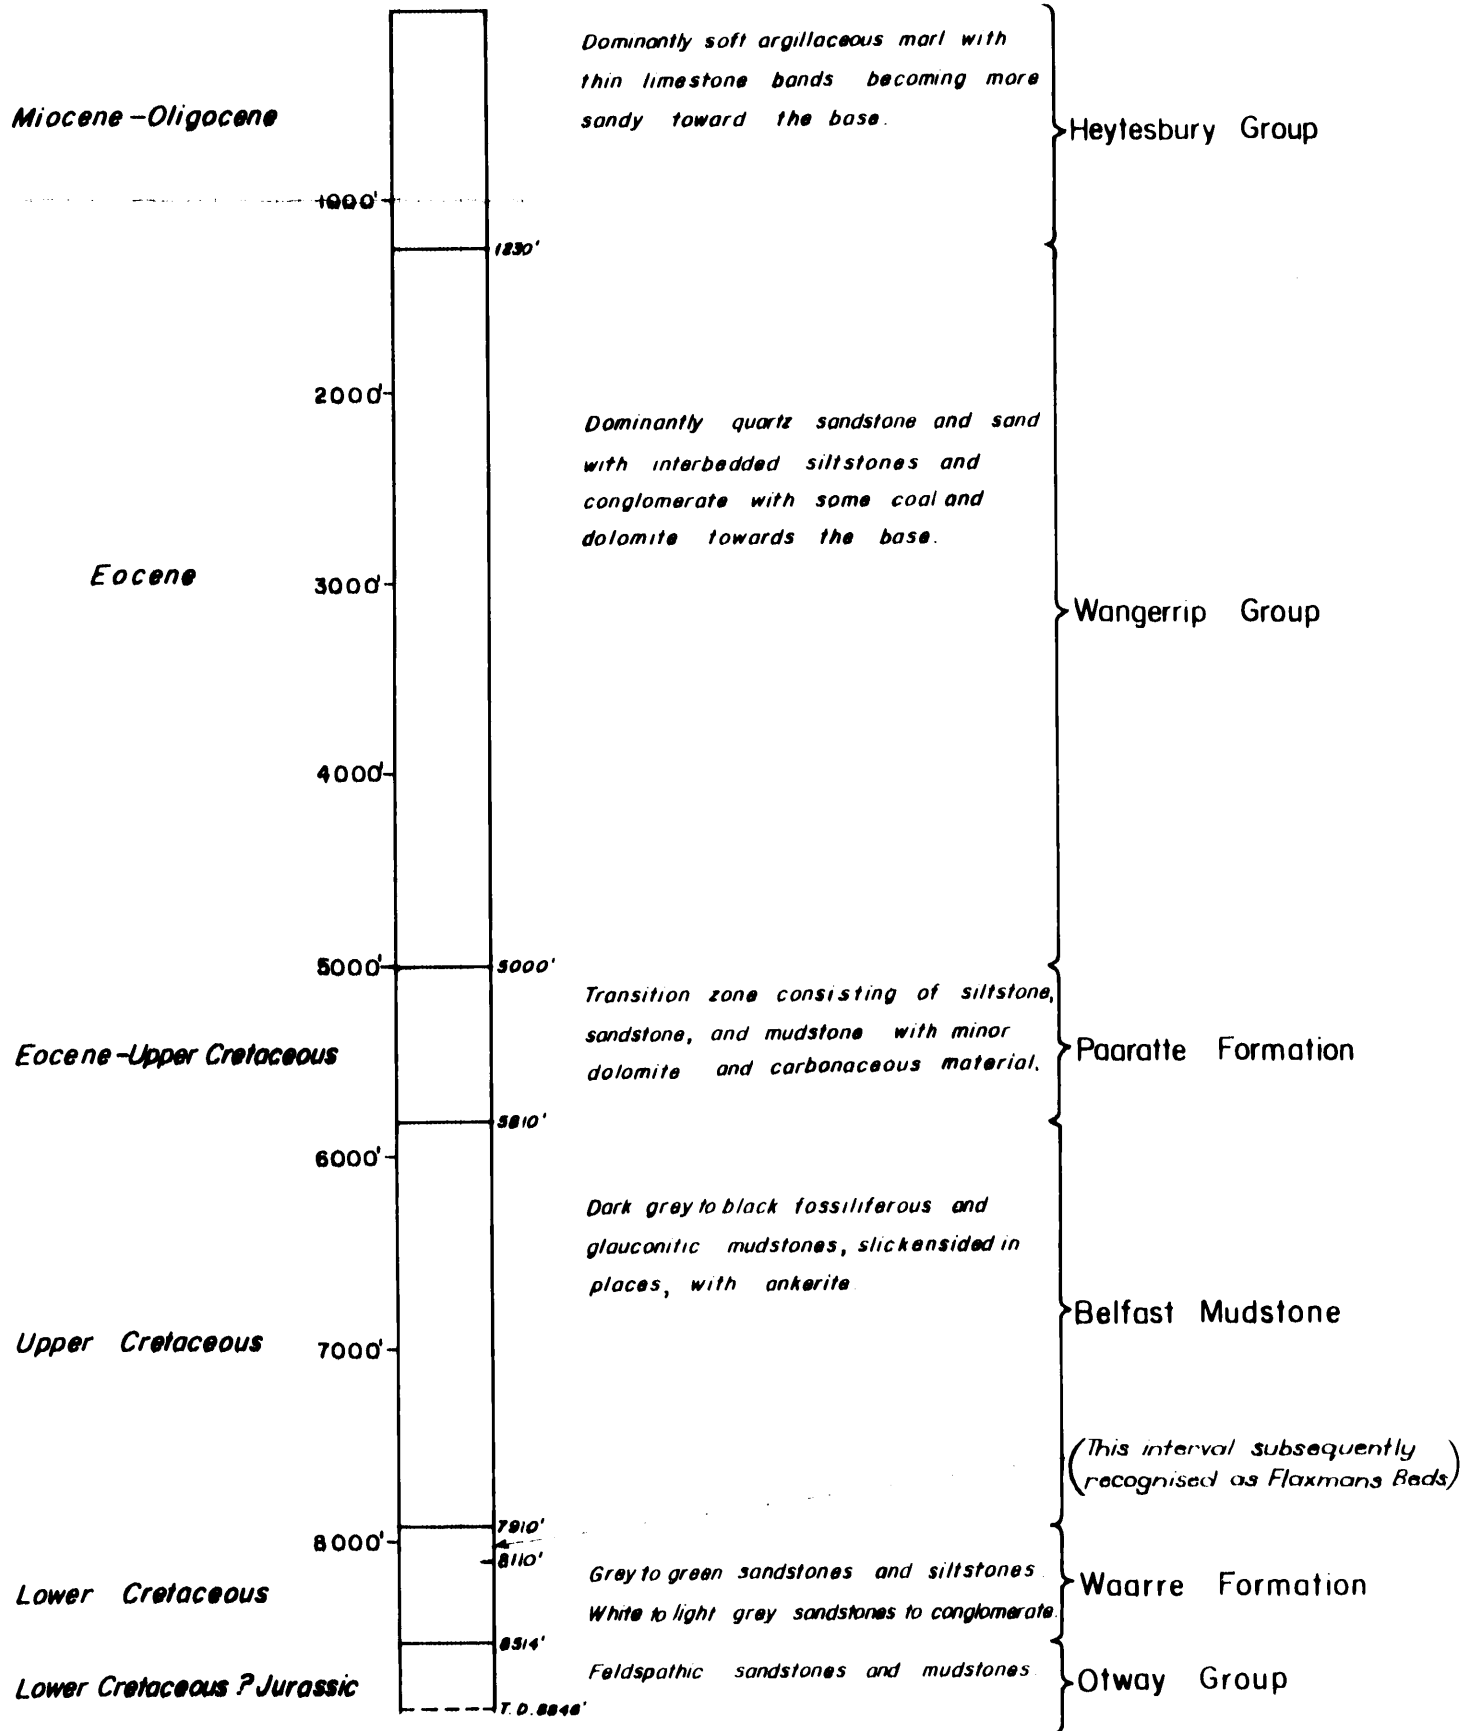 Dominantly soft argillaceous marl with
thin limestone bands becoming more
sandy toward the base.
Miocene-Oligocene
Heytesbury Group
1000'
1230'
2000'
Dominantly quartz sandstone and sand
with interbedded siltstones and
conglomerate with some coal and
dolomite towards the base.
Eocene
3000'
Wangerrip Group
4000'
5000'
5000'
Transition zone consisting of siltstone,
sandstone, and mudstone with minor
dolomite and carbonaceous material.
Eocene-Upper Cretaceous
Paaratte Formation
5810'
6000'
Dark grey to black fossiliferous and
glauconitic mudstones, slickensided in
places, with ankerite
Belfast Mudstone
Upper Cretaceous
7000'
(This interval subsequently
recognised as Flaxmans Beds)
7910'
8000'
8110'
Grey to green sandstones and siltstones.
White to light grey sandstones to conglomerate.
Lower Cretaceous
Waarre Formation
8514'
Feldspathic sandstones and mudstones.
Lower Cretaceous ? Jurassic
Otway Group
T.D. 8846'